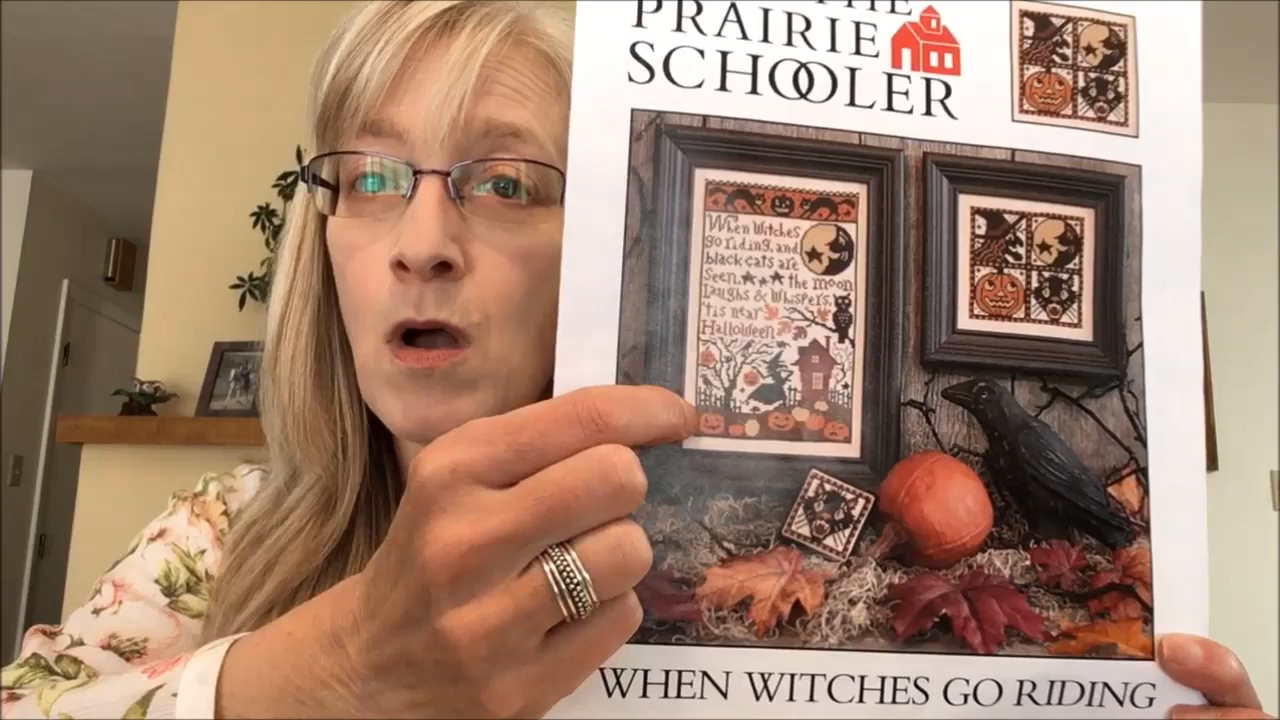 THE
PRAIRIE
SCHOOLER
When Witches
go riding, and
black cats are
seen, the moon
laughs & whispers,
'tis near
Halloween
WHEN WITCHES GO RIDING